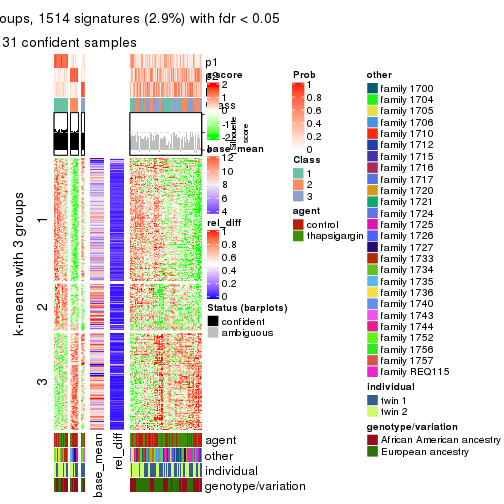 oups, 1514 signatures (2.9%) with fdr < 0.05
31 confident samples
p1
p3
Class
Silhouette
score
k-means with 3 groups
1
2
3
base_mean
rel_diff
agent
other
individual
genotype/variation
z-score
2
1
0
-1
-2
base_mean
12
10
8
6
4
rel_diff
1
0.8
0.6
0.4
0.2
0
Status (barplots)
confident
ambiguous
Prob
1
0.8
0.6
0.4
0.2
0
Class
1
2
3
agent
control
thapsigargin
other
family 1700
family 1704
family 1705
family 1706
family 1710
family 1712
family 1715
family 1716
family 1717
family 1720
family 1721
family 1724
family 1725
family 1726
family 1727
family 1733
family 1734
family 1735
family 1736
family 1740
family 1743
family 1744
family 1752
family 1756
family 1757
family REQ115
individual
twin 1
twin 2
genotype/variation
African American ancestry
European ancestry